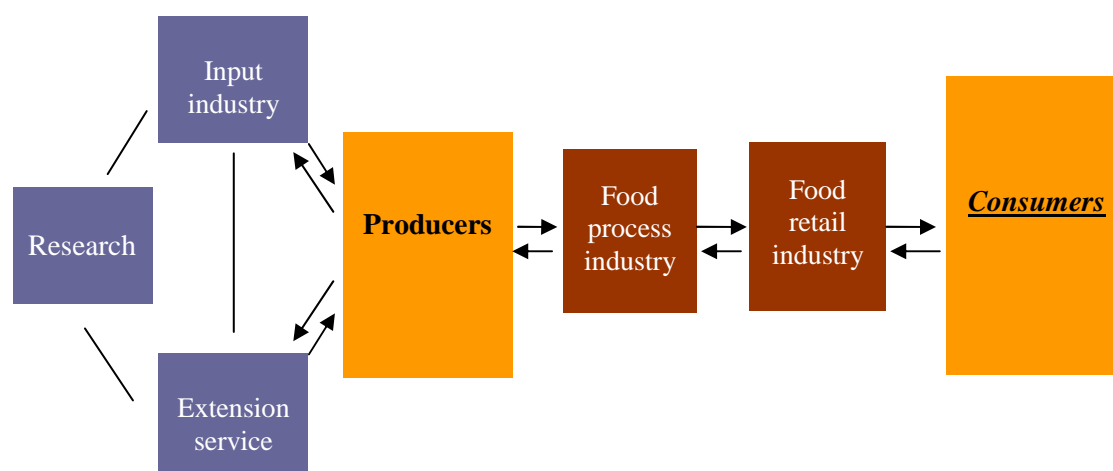 Input
industry
Research
Extension
service
Producers
Food
process
industry
Food
retail
industry
Consumers